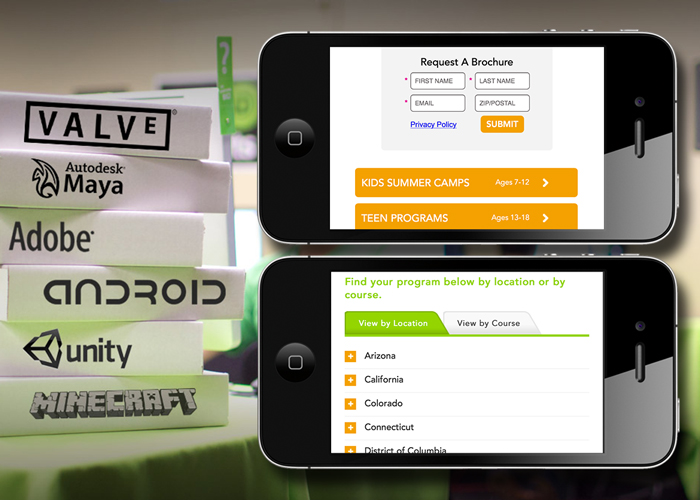 VALVE
Autodesk®
Maya
Adobe®
ANDROID
unity
MINECRAFT
?
Request A Brochure
* FIRST NAME * LAST NAME
* EMAIL ZIP/POSTAL
Privacy Policy SUBMIT
KIDS SUMMER CAMPS Ages 7-12
TEEN PROGRAMS Ages 13-18
Find your program below by location or by
course.
View by Location View by Course
+ Arizona
+ California
+ Colorado
+ Connecticut
+ District of Columbia